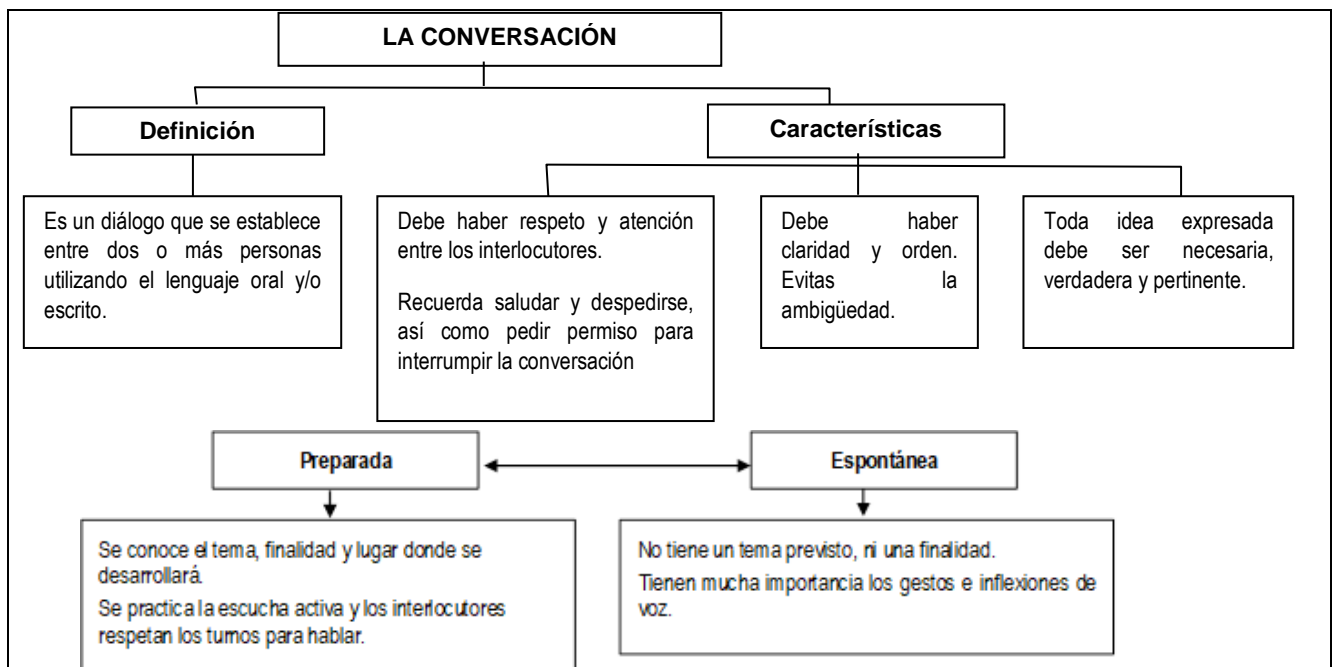 LA CONVERSACIÓN
Definición
Características
Es un diálogo que se establece
entre dos o más personas
utilizando el lenguaje oral y/o
escrito.
Debe haber respeto y atención
entre los interlocutores.
Recuerda saludar y despedirse,
así como pedir permiso para
interrumpir la conversación
Debe haber
claridad y orden.
Evitas la
ambigüedad.
Toda idea expresada
debe ser necesaria,
verdadera y pertinente.
Preparada
Espontánea
Se conoce el tema, finalidad y lugar donde se
desarrollará.
Se practica la escucha activa y los interlocutores
respetan los turnos para hablar.
No tiene un tema previsto, ni una finalidad.
Tienen mucha importancia los gestos e inflexiones de
voz.